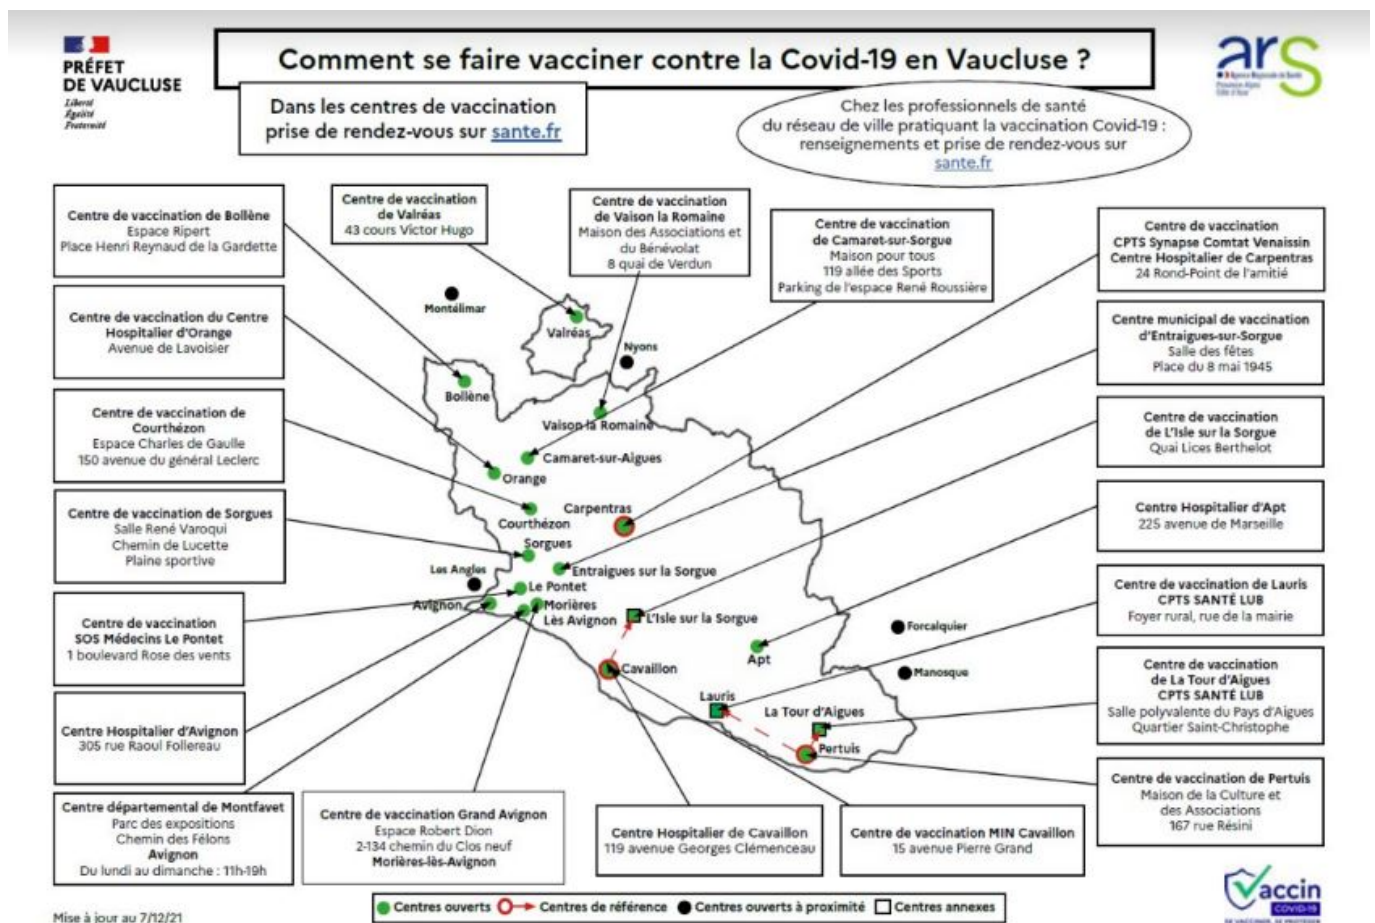 PRÉFET
DE VAUCLUSE
Liberté
Égalité
Fraternité
Comment se faire vacciner contre la Covid-19 en Vaucluse ?
ars
Agence Régionale de Santé
Provence-Alpes
Côte d'Azur
Dans les centres de vaccination
prise de rendez-vous sur sante.fr
Chez les professionnels de santé
du réseau de ville pratiquant la vaccination Covid-19 :
renseignements et prise de rendez-vous sur
sante.fr
Centre de vaccination de Bollène
Espace Ripert
Place Henri Reynaud de la Gardette
Centre de vaccination
de Valréas
43 cours Victor Hugo
Centre de vaccination
de Vaison la Romaine
Maison des Associations et
du Bénévolat
8 quai de Verdun
Centre de vaccination
de Camaret-sur-Sorgue
Maison pour tous
119 allée des Sports
Parking de l'espace René Roussière
Centre de vaccination
CPTS Synapse Comtat Venaissin
Centre Hospitalier de Carpentras
24 Rond-Point de l'amitié
Centre de vaccination du Centre
Hospitalier d'Orange
Avenue de Lavoisier
Centre municipal de vaccination
d'Entraigues-sur-Sorgue
Salle des fêtes
Place du 8 mai 1945
Centre de vaccination de
Courthézon
Espace Charles de Gaulle
150 avenue du général Leclerc
Centre de vaccination
de L'Isle sur la Sorgue
Quai Lices Berthelot
Centre de vaccination de Sorgues
Salle René Varoqui
Chemin de Lucette
Plaine sportive
Centre Hospitalier d'Apt
225 avenue de Marseille
Centre de vaccination
SOS Médecins Le Pontet
1 boulevard Rose des vents
Centre de vaccination de Lauris
CPTS SANTÉ LUB
Foyer rural, rue de la mairie
Centre de vaccination
de La Tour d'Aigues
CPTS SANTÉ LUB
Salle polyvalente du Pays d'Aigues
Quartier Saint-Christophe
Centre Hospitalier d'Avignon
305 rue Raoul Follereau
Centre de vaccination de Pertuis
Maison de la Culture et
des Associations
167 rue Résini
Centre départemental de Montfavet
Parc des expositions
Chemin des Félons
Avignon
Du lundi au dimanche : 11h-19h
Centre de vaccination Grand Avignon
Espace Robert Dion
2-134 chemin du Clos neuf
Morières-lès-Avignon
Centre Hospitalier de Cavaillon
119 avenue Georges Clémenceau
Centre de vaccination MIN Cavaillon
15 avenue Pierre Grand
Montélimar
Valréas
Nyons
Bollène
Vaison la Romaine
Camaret-sur-Aigues
Orange
Carpentras
Courthézon
Sorgues
Les Angles
Entraigues sur la Sorgue
Le Pontet
Avignon
Morières
Lès Avignon
L'Isle sur la Sorgue
Forcalquier
Apt
Cavaillon
Manosque
Lauris
La Tour d'Aigues
Pertuis
Centres ouverts
Centres de référence
Centres ouverts à proximité
Centres annexes
Mise à jour au 7/12/21
Vaccin
COVID-19